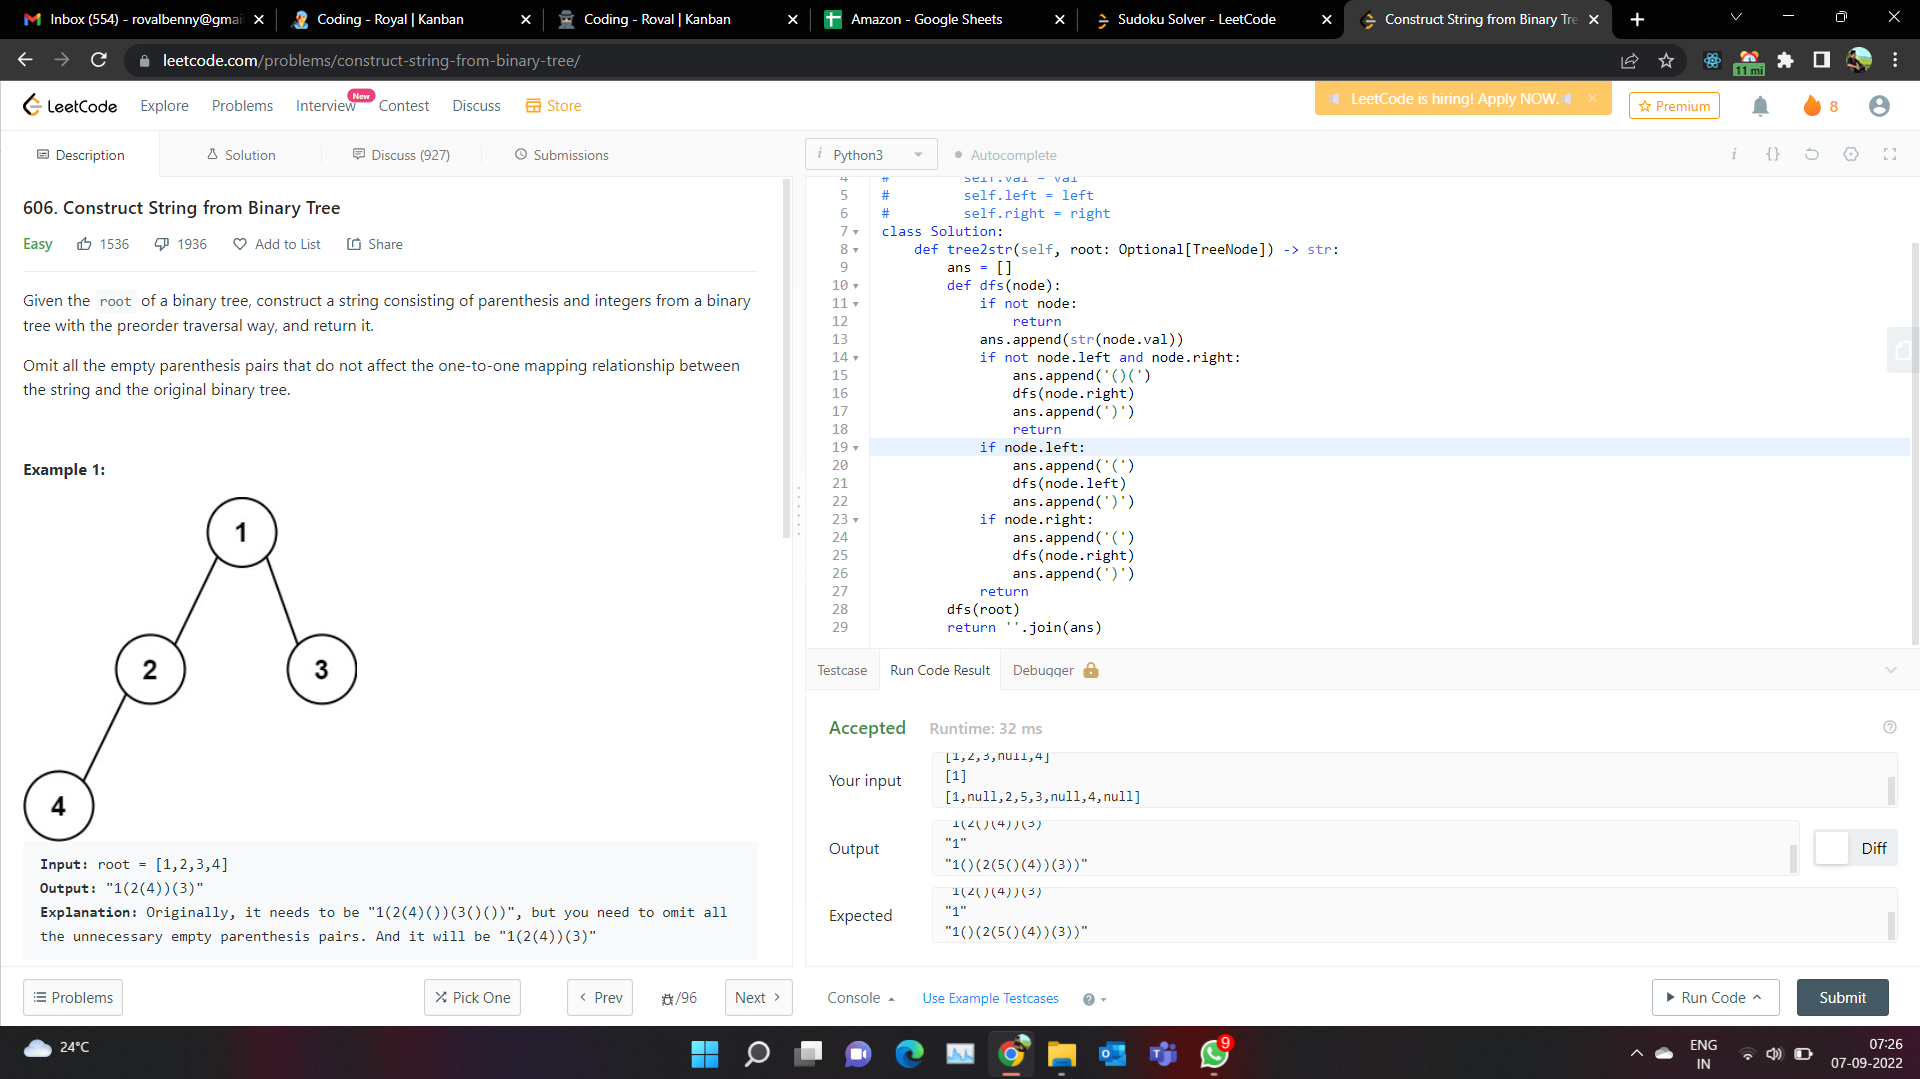 Inbox (554) - rovalbenny@gmai
Coding - Royal | Kanban
Coding - Roval | Kanban
Amazon - Google Sheets
Sudoku Solver - LeetCode
Construct String from Binary Tre
leetcode.com/problems/construct-string-from-binary-tree/
11 mi
LeetCode
Explore
Problems
Interview
New
Contest
Discuss
Store
LeetCode is hiring! Apply NOW.
Premium
8
Description
Solution
Discuss (927)
Submissions
i Python3
Autocomplete
i {}
606. Construct String from Binary Tree
Easy
1536
1936
Add to List
Share
Given the root of a binary tree, construct a string consisting of parenthesis and integers from a binary
tree with the preorder traversal way, and return it.
Omit all the empty parenthesis pairs that do not affect the one-to-one mapping relationship between
the string and the original binary tree.
Example 1:
1
2
3
4
Input: root = [1,2,3,4]
Output: "1(2(4))(3)"
Explanation: Originally, it needs to be "1(2(4)())(3()())", but you need to omit all
the unnecessary empty parenthesis pairs. And it will be "1(2(4))(3)"
4 # self.val = val
5 # self.left = left
6 # self.right = right
7 class Solution:
8 def tree2str(self, root: Optional[TreeNode]) -> str:
9 ans = []
10 def dfs(node):
11 if not node:
12 return
13 ans.append(str(node.val))
14 if not node.left and node.right:
15 ans.append('()(')
16 dfs(node.right)
17 ans.append(')')
18 return
19 if node.left:
20 ans.append('(')
21 dfs(node.left)
22 ans.append(')')
23 if node.right:
24 ans.append('(')
25 dfs(node.right)
26 ans.append(')')
27 return
28 dfs(root)
29 return ''.join(ans)
Testcase
Run Code Result
Debugger
Accepted
Runtime: 32 ms
Your input
[1,2,3,null,4]
[1]
[1,null,2,5,3,null,4,null]
Output
1(2()(4))(3)
"1"
"1()(2(5()(4))(3))"
Diff
Expected
1(2()(4))(3)
"1"
"1()(2(5()(4))(3))"
Problems
Pick One
Prev
/96
Next
Console
Use Example Testcases
Run Code
Submit
24°C
9
ENG
IN
07:26
07-09-2022